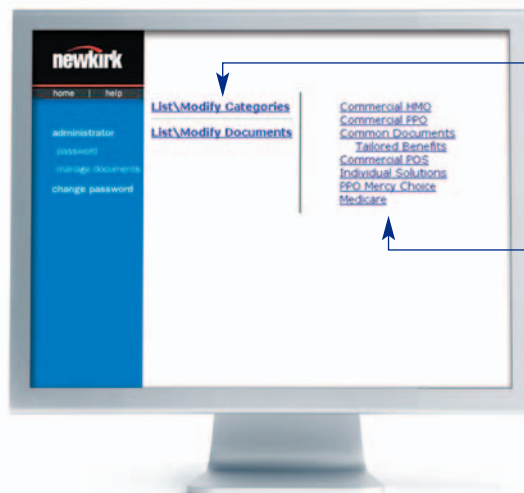 newkirk
home | help
administrator
password
manage documents
change password
List\Modify Categories
List\Modify Documents
Commercial HMO
Commercial PPO
Common Documents
Tailored Benefits
Commercial POS
Individual Solutions
PPO Mercy Choice
Medicare